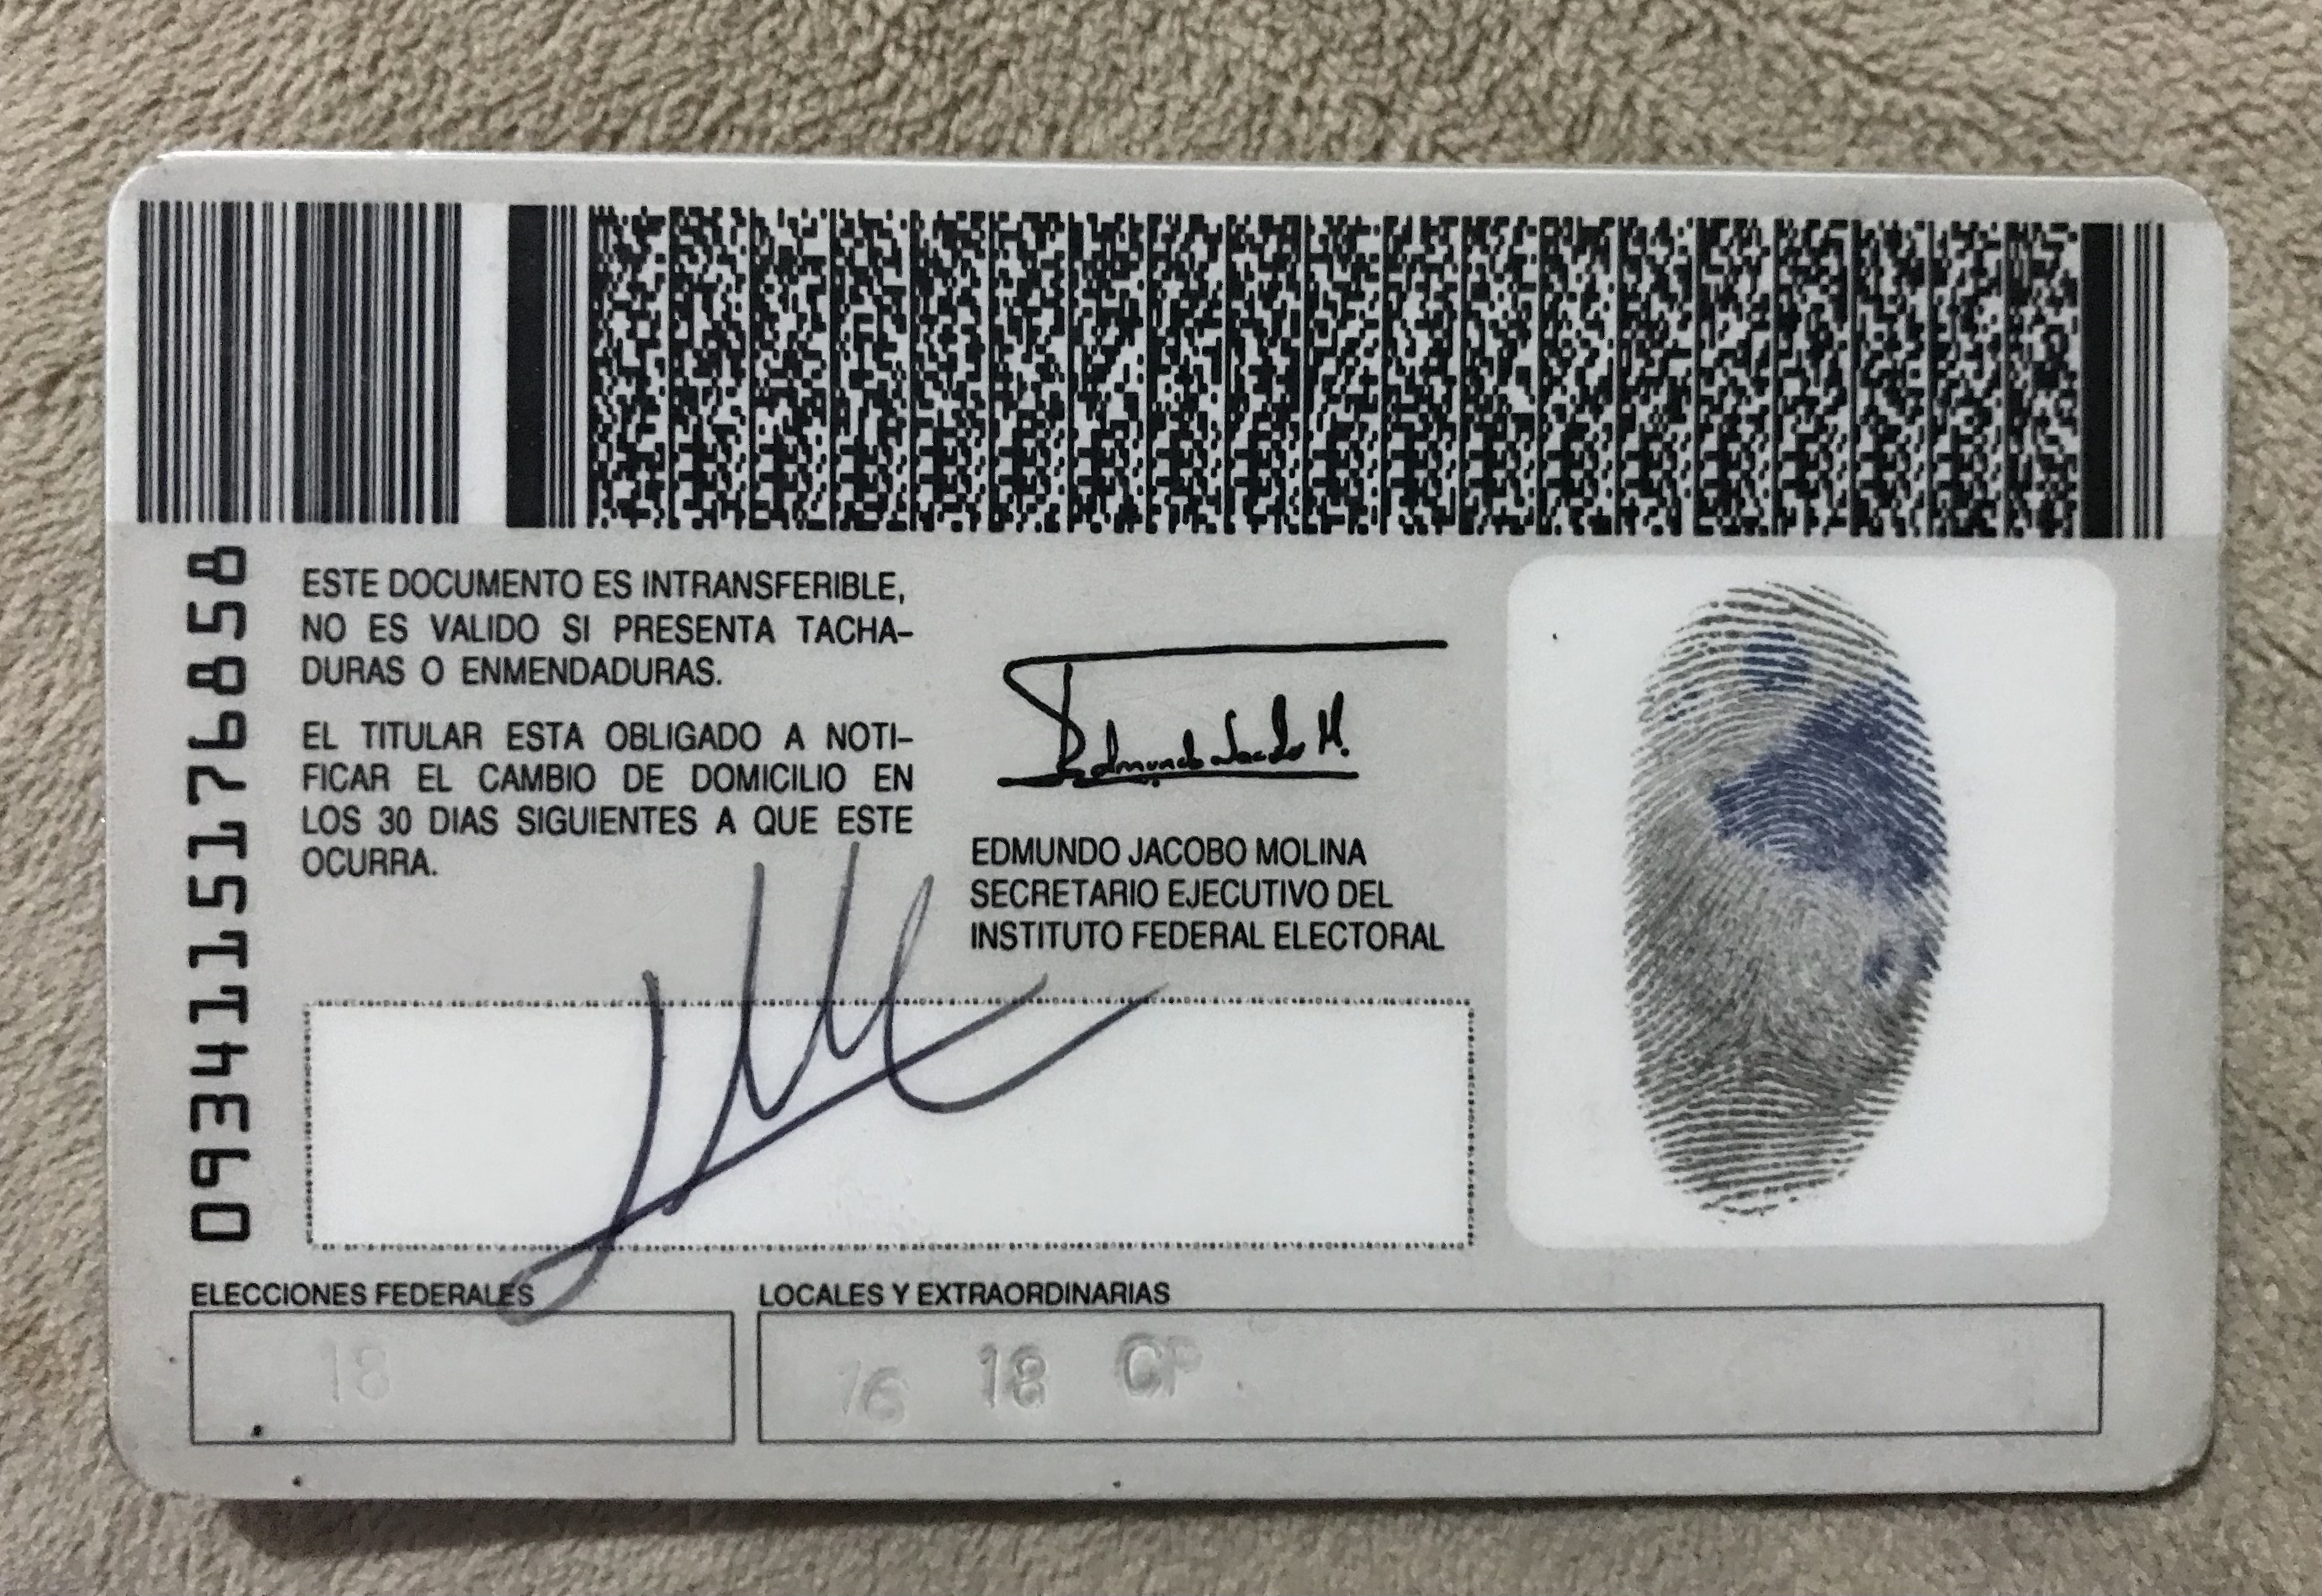 0934115176858
ESTE DOCUMENTO ES INTRANSFERIBLE,
NO ES VALIDO SI PRESENTA TACHA-
DURAS O ENMENDADURAS.
EL TITULAR ESTA OBLIGADO A NOTI-
FICAR EL CAMBIO DE DOMICILIO EN
LOS 30 DIAS SIGUIENTES A QUE ESTE
OCURRA.
Edmundo Jacobo M.
EDMUNDO JACOBO MOLINA
SECRETARIO EJECUTIVO DEL
INSTITUTO FEDERAL ELECTORAL
ELECCIONES FEDERALES
18
LOCALES Y EXTRAORDINARIAS
16 18 CP